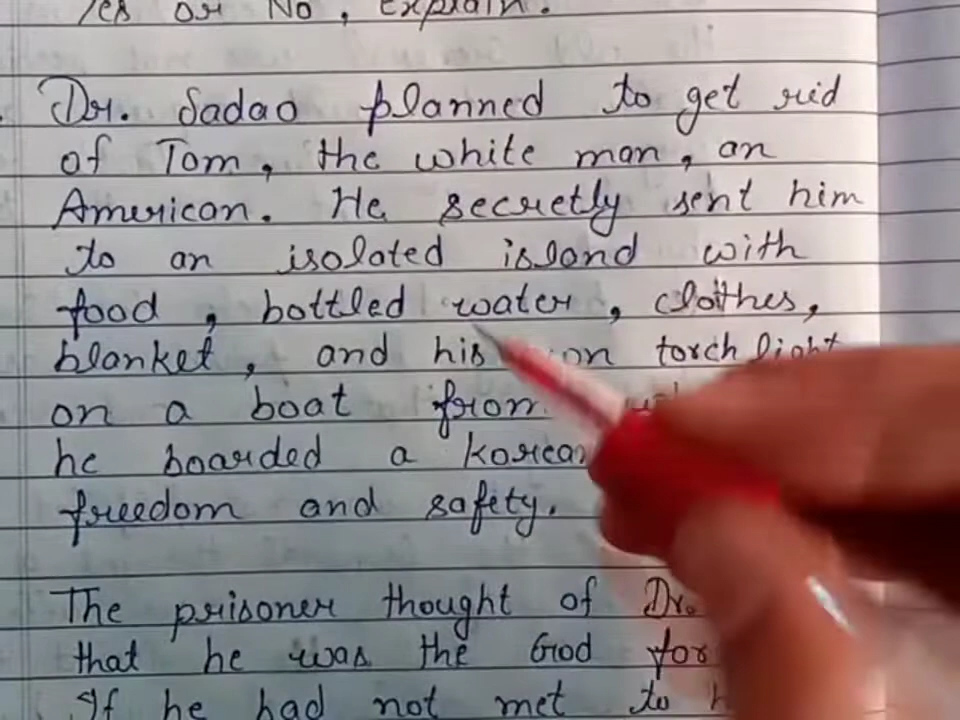 Yes or No, Explain.
Dr. Sadao planned to get rid
of Tom, the white man, an
American. He secretly sent him
to an isolated island with
food, bottled water, clothes,
blanket, and his on torch light
on a boat from
he boarded a Korean
freedom and safety.
The prisoner thought of Dr.
that he was the God for
If he had not met to